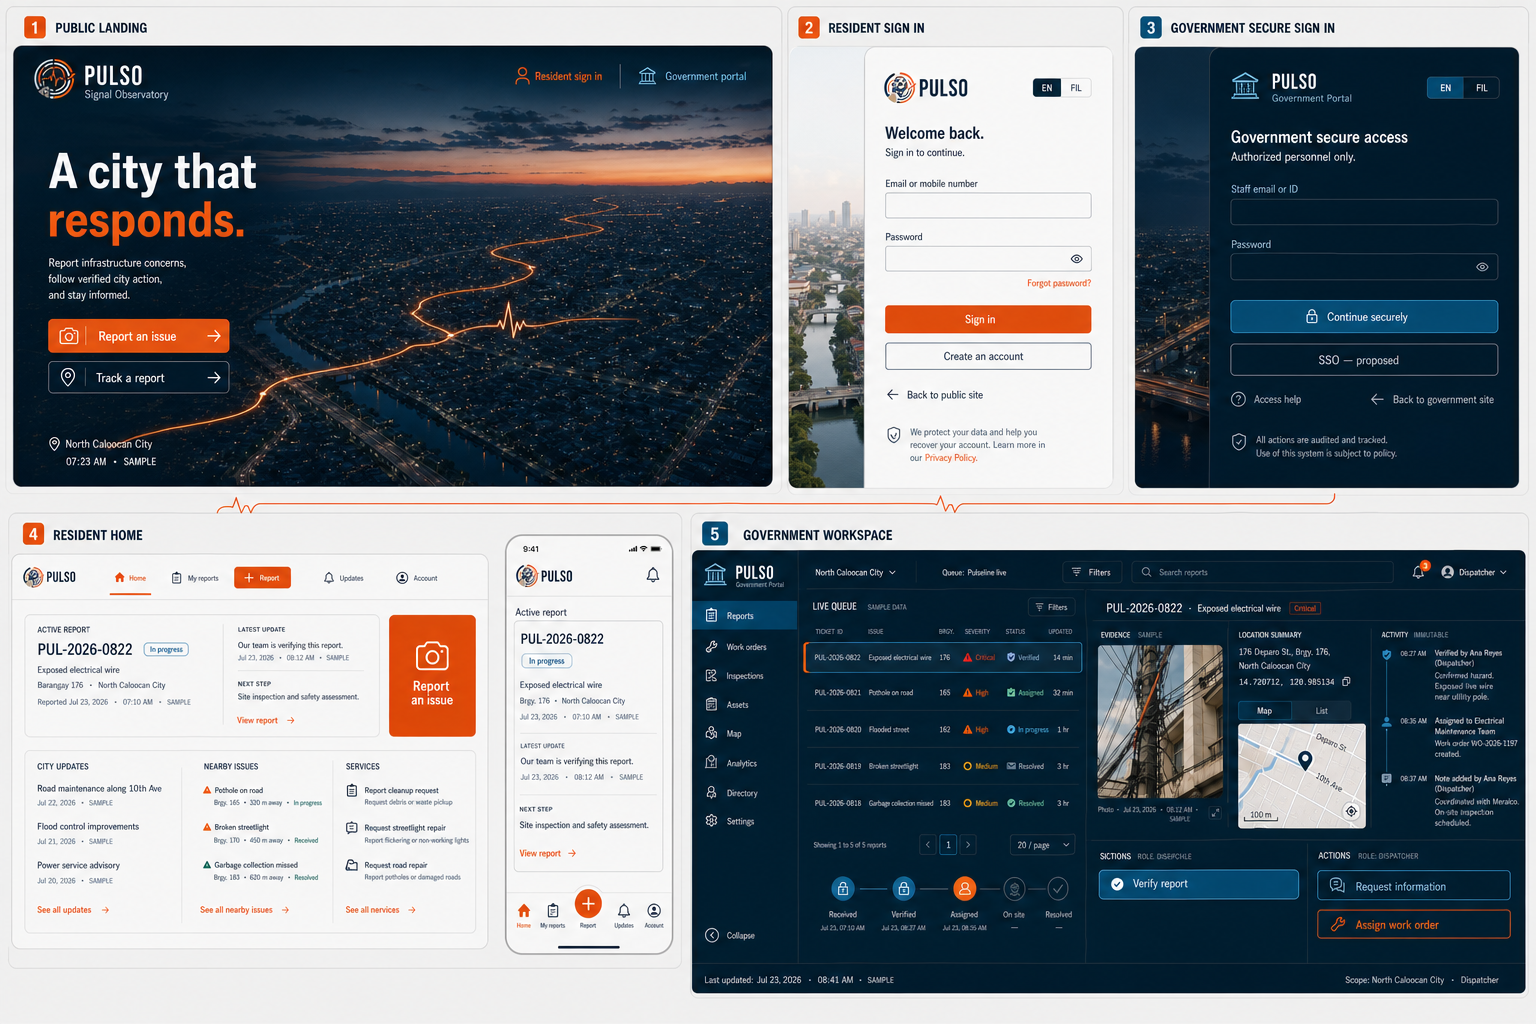 1 PUBLIC LANDING
PULSO
Signal Observatory
Resident sign in
Government portal
A city that
responds.
Report infrastructure concerns,
follow verified city action,
and stay informed.
Report an issue
Track a report
North Caloocan City
07:23 AM • SAMPLE
2 RESIDENT SIGN IN
PULSO
EN FIL
Welcome back.
Sign in to continue.
Email or mobile number
Password
Forgot password?
Sign in
Create an account
Back to public site
We protect your data and help you
recover your account. Learn more in
our Privacy Policy.
3 GOVERNMENT SECURE SIGN IN
PULSO
Government Portal
EN FIL
Government secure access
Authorized personnel only.
Staff email or ID
Password
Continue securely
SSO — proposed
Access help
Back to government site
All actions are audited and tracked.
Use of this system is subject to policy.
4 RESIDENT HOME
PULSO
Home
My reports
Report
Updates
Account
ACTIVE REPORT
PUL-2026-0822 In progress
Exposed electrical wire
Barangay 176 • North Caloocan City
Reported Jul 23, 2026 • 07:10 AM • SAMPLE
LATEST UPDATE
Our team is verifying this report.
Jul 23, 2026 • 08:12 AM • SAMPLE
NEXT STEP
Site inspection and safety assessment.
View report
Report
an issue
CITY UPDATES
Road maintenance along 10th Ave
Jul 22, 2026 • SAMPLE
Flood control improvements
Jul 21, 2026 • SAMPLE
Power service advisory
Jul 20, 2026 • SAMPLE
See all updates
NEARBY ISSUES
Pothole on road
Brgy. 165 • 320 m away • In progress
Broken streetlight
Brgy. 170 • 450 m away • Received
Garbage collection missed
Brgy. 183 • 620 m away • Resolved
See all nearby issues
SERVICES
Report cleanup request
Request debris or waste pickup
Request streetlight repair
Report flickering or non-working lights
Request road repair
Report potholes or damaged roads
See all nervices
9:41
PULSO
Active report
PUL-2026-0822
In progress
Exposed electrical wire
Brgy. 176 • North Caloocan City
Jul 23, 2026 • 07:10 AM • SAMPLE
LATEST UPDATE
Our team is verifying this report.
Jul 23, 2026 • 08:12 AM • SAMPLE
NEXT STEP
Site inspection and safety assessment.
View report
Home
My reports
Report
Updates
Account
5 GOVERNMENT WORKSPACE
PULSO
Government Portal
North Caloocan City
Queue: Pulseline live
Filters
Search reports
3
Dispatcher
Reports
Work orders
Inspections
Assets
Map
Analytics
Directory
Settings
Collapse
LIVE QUEUE SAMPLE DATA
Filters
TICKET ID ISSUE BRGY. SEVERITY STATUS UPDATED
PUL-2026-0822 Exposed electrical wire 176 Critical Verified 14 min
PUL-2026-0821 Pothole on road 165 High Assigned 32 min
PUL-2026-0820 Flooded street 162 High In progress 1 hr
PUL-2026-0819 Broken streetlight 183 Medium Resolved 3 hr
PUL-2026-0818 Garbage collection missed 183 Medium Resolved 3 hr
Showing 1 to 5 of 5 reports
1
20 / page
Received
Jul 23, 07:10 AM
Verified
Jul 23, 08:27 AM
Assigned
Jul 23, 08:35 AM
On site
—
Resolved
—
PUL-2026-0822 • Exposed electrical wire Critical
EVIDENCE SAMPLE
Photo • Jul 23, 2026 • 08:12 AM •
SAMPLE
LOCATION SUMMARY
176 Deparo St., Brgy. 176,
North Caloocan City
14.720712, 120.985134
Map List
Deparo St
10th Ave
100 m
ACTIVITY IMMUTABLE
08:27 AM Verified by Ana Reyes
(Dispatcher)
Confirmed hazard.
Exposed live wire
near utility pole.
08:35 AM Assigned to Electrical
Maintenance Team
Work order WO-2026-1197
created.
08:37 AM Note added by Ana Reyes
(Dispatcher)
Coordinated with Meralco.
On-site inspection
scheduled.
SICTIONS
Verify report
ACTIONS ROLE: DISPATCHER
Request information
Assign work order
Last updated: Jul 23, 2026 • 08:41 AM • SAMPLE
Scope: North Caloocan City • Dispatcher